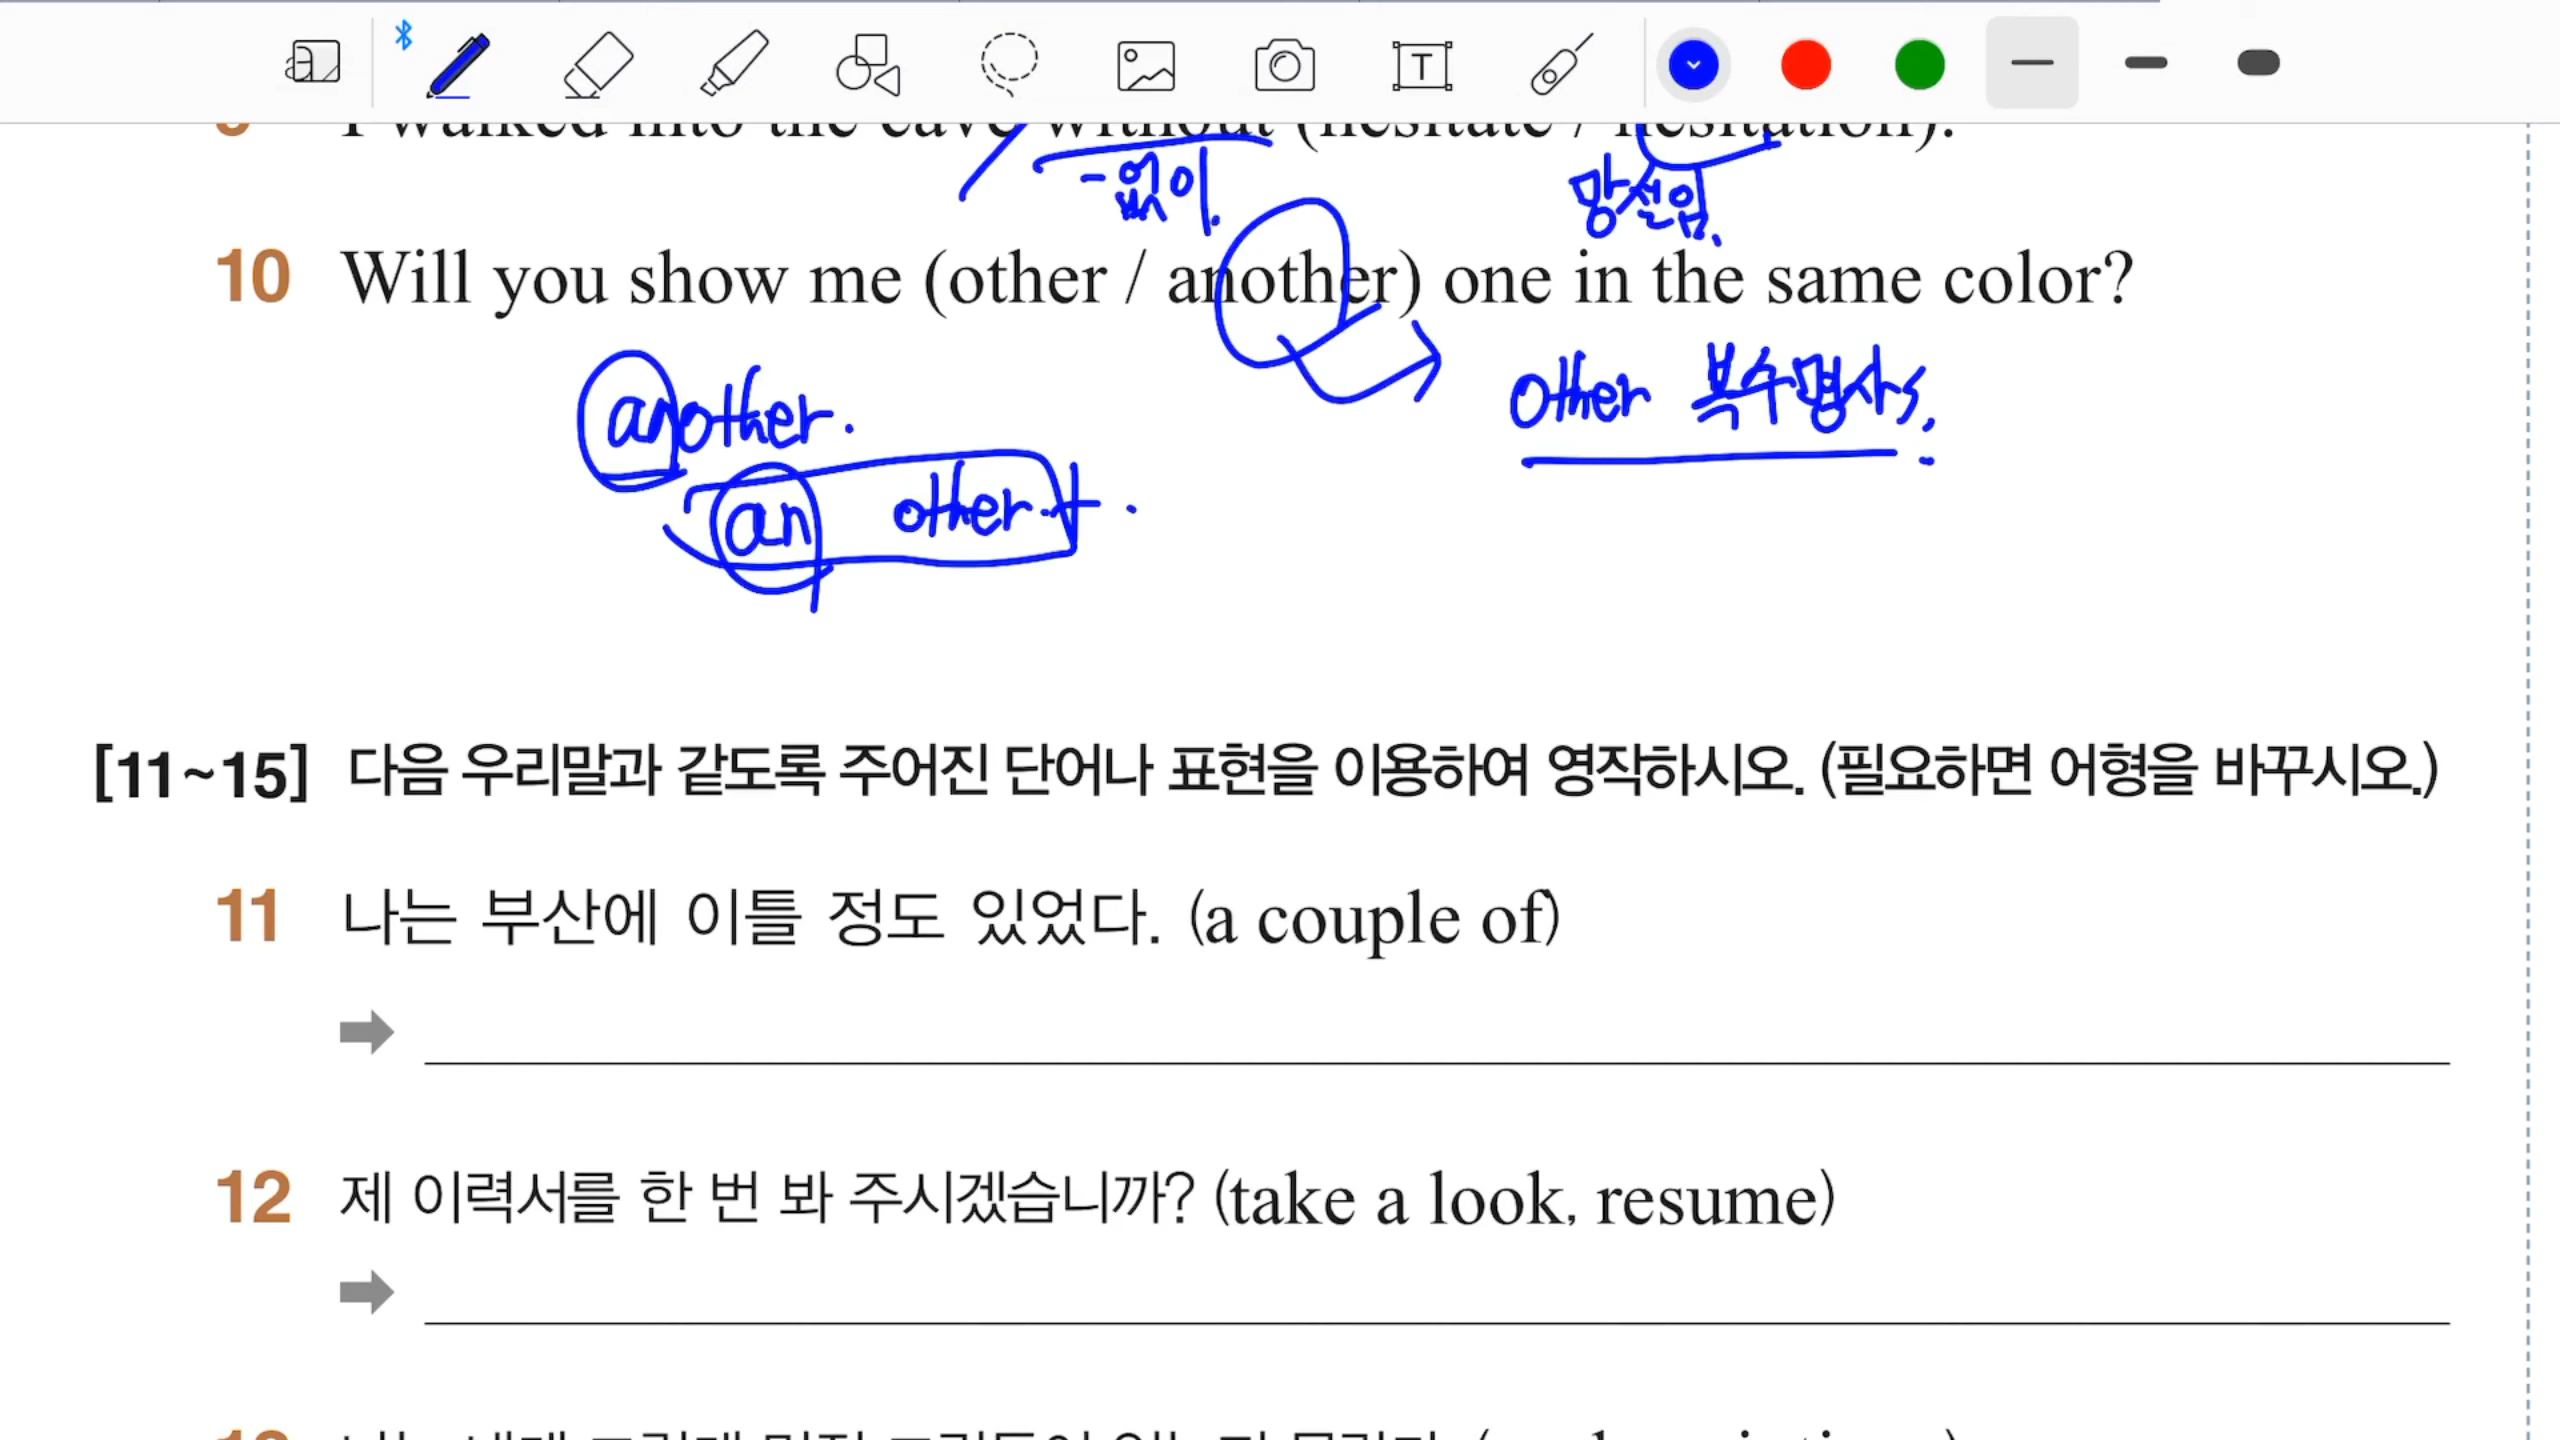 9 I walked into the cave without (hesitate / hesitation).
-없이.
망설임.
10 Will you show me (other / another) one in the same color?
another.
other 복수명사s.
an other + .
[11~15] 다음 우리말과 같도록 주어진 단어나 표현을 이용하여 영작하시오. (필요하면 어형을 바꾸시오.)
11 나는 부산에 이틀 정도 있었다. (a couple of)
12 제 이력서를 한 번 봐 주시겠습니까? (take a look, resume)